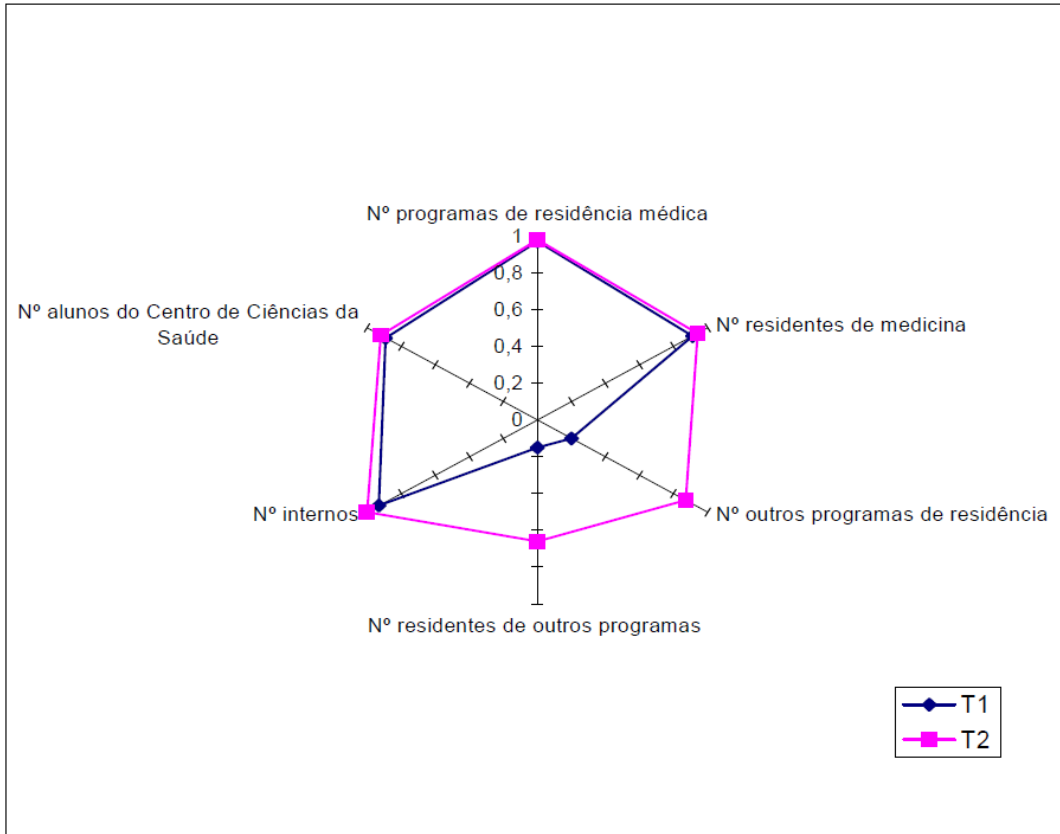 Nº programas de residência médica
1
0,8
0,6
0,4
0,2
0
Nº alunos do Centro de Ciências da
Saúde
Nº residentes de medicina
Nº internos
Nº outros programas de residência
Nº residentes de outros programas
T1
T2